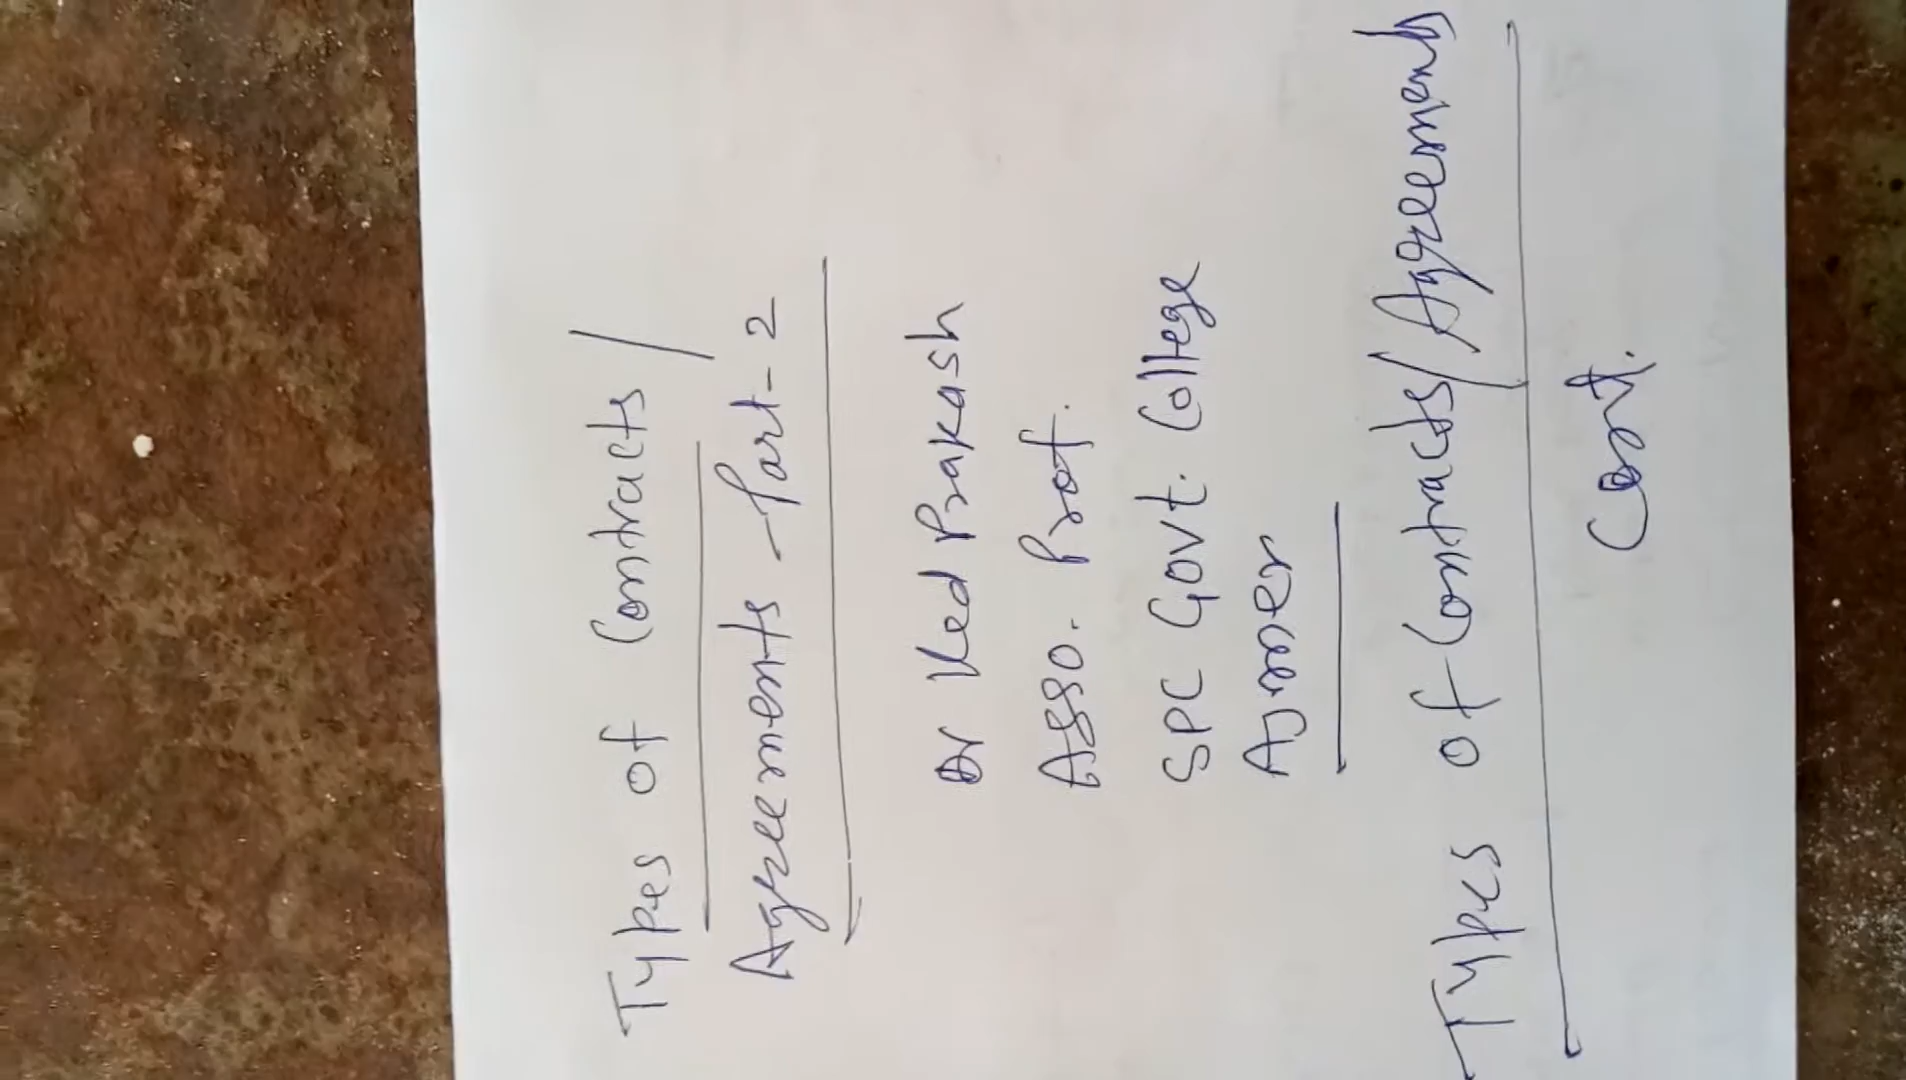 Types of Contracts/
Agreements - Part-2
Dr Ved Prakash
Asso. Prof.
SPC Govt. College
Ajmer
Types of Contracts/Agreements
Cont.